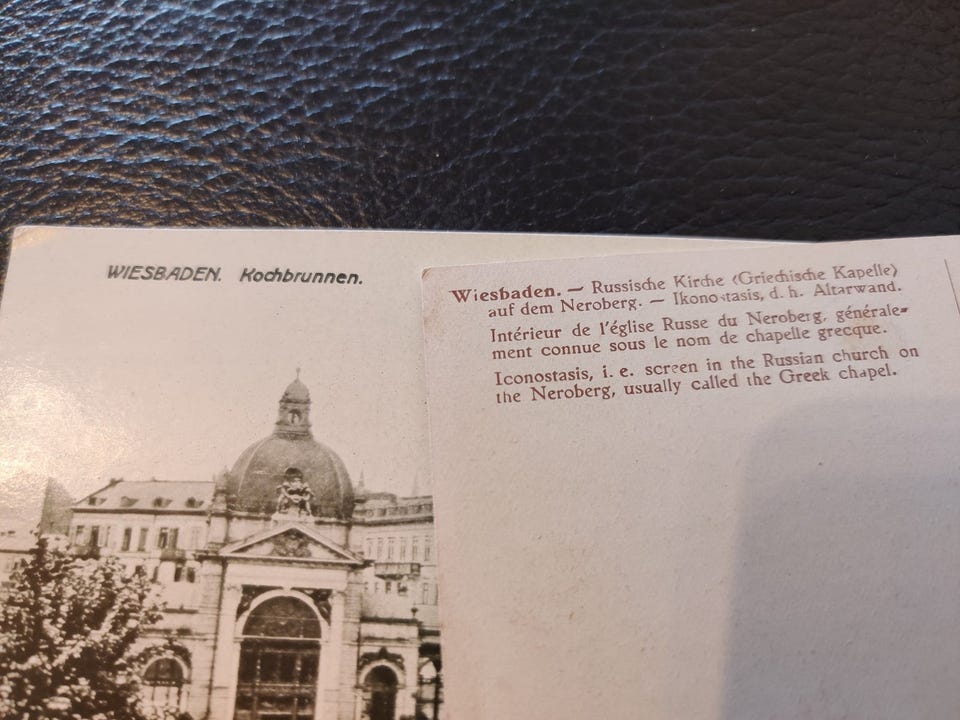 WIESBADEN. Kochbrunnen.
Wiesbaden. — Russische Kirche (Griechische Kapelle)
auf dem Neroberg. — Ikonostasis, d. h. Altarwand.
Intérieur de l'église Russe du Neroberg, générale-
ment connue sous le nom de chapelle grecque.
Iconostasis, i. e. screen in the Russian church on
the Neroberg, usually called the Greek chapel.